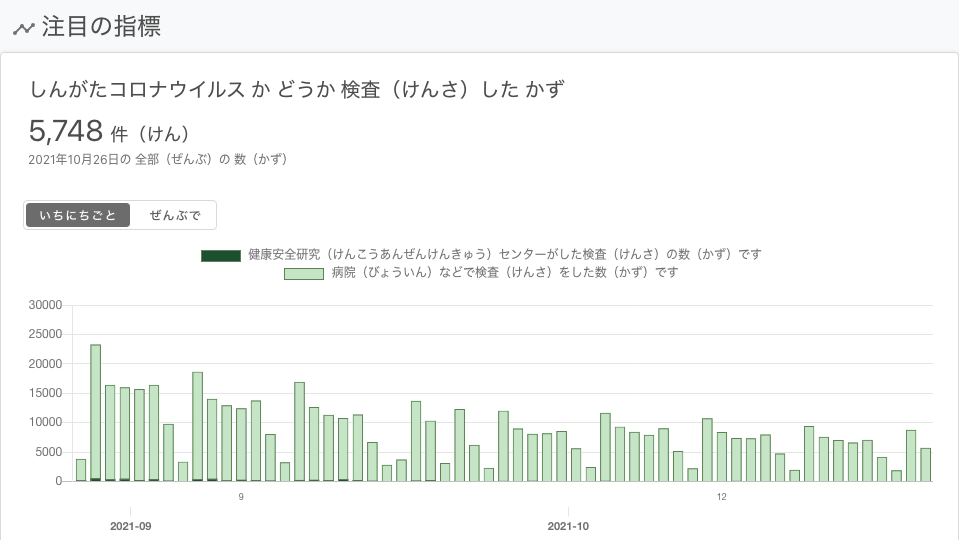 注目の指標
しんがたコロナウイルス か どうか 検査（けんさ）した かず
5,748 件（けん）
2021年10月26日の 全部（ぜんぶ）の 数（かず）
いちにちごと ぜんぶで
健康安全研究（けんこうあんぜんけんきゅう）センターがした検査（けんさ）の数（かず）です
病院（びょういん）などで検査（けんさ）をした数（かず）です
30000
25000
20000
15000
10000
5000
0
9 12
2021-09 2021-10